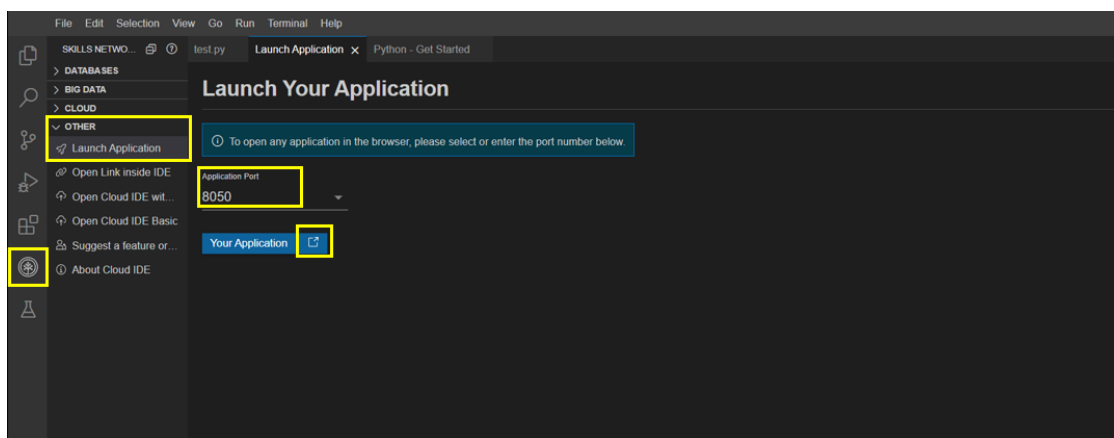 File Edit Selection View Go Run Terminal Help
SKILLS NETWO...
test.py Launch Application Python - Get Started
DATABASES
BIG DATA
CLOUD
OTHER
Launch Application
Open Link inside IDE
Open Cloud IDE wit...
Open Cloud IDE Basic
Suggest a feature or...
About Cloud IDE
Launch Your Application
To open any application in the browser, please select or enter the port number below.
Application Port
8050
Your Application